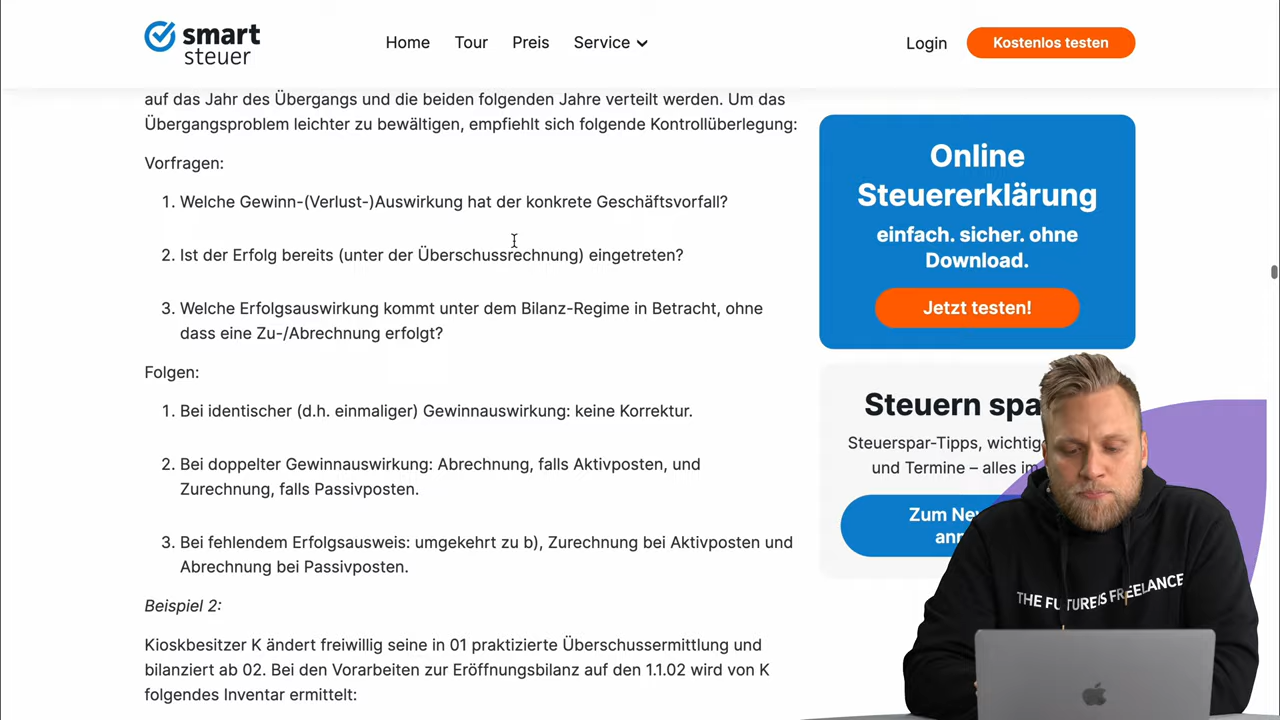 smart
steuer
Home
Tour
Preis
Service
Login
Kostenlos testen
auf das Jahr des Übergangs und die beiden folgenden Jahre verteilt werden. Um das
Übergangsproblem leichter zu bewältigen, empfiehlt sich folgende Kontrollüberlegung:
Vorfragen:
1. Welche Gewinn-(Verlust-)Auswirkung hat der konkrete Geschäftsvorfall?
2. Ist der Erfolg bereits (unter der Überschussrechnung) eingetreten?
3. Welche Erfolgsauswirkung kommt unter dem Bilanz-Regime in Betracht, ohne
dass eine Zu-/Abrechnung erfolgt?
Folgen:
1. Bei identischer (d.h. einmaliger) Gewinnauswirkung: keine Korrektur.
2. Bei doppelter Gewinnauswirkung: Abrechnung, falls Aktivposten, und
Zurechnung, falls Passivposten.
3. Bei fehlendem Erfolgsausweis: umgekehrt zu b), Zurechnung bei Aktivposten und
Abrechnung bei Passivposten.
Beispiel 2:
Kioskbesitzer K ändert freiwillig seine in 01 praktizierte Überschussermittlung und
bilanziert ab 02. Bei den Vorarbeiten zur Eröffnungsbilanz auf den 1.1.02 wird von K
folgendes Inventar ermittelt:
Online
Steuererklärung
einfach. sicher. ohne
Download.
Jetzt testen!
Steuern spa
Steuerspar-Tipps, wichtig
und Termine – alles im
Zum New
ann
THE FUTURE IS FREELANCE